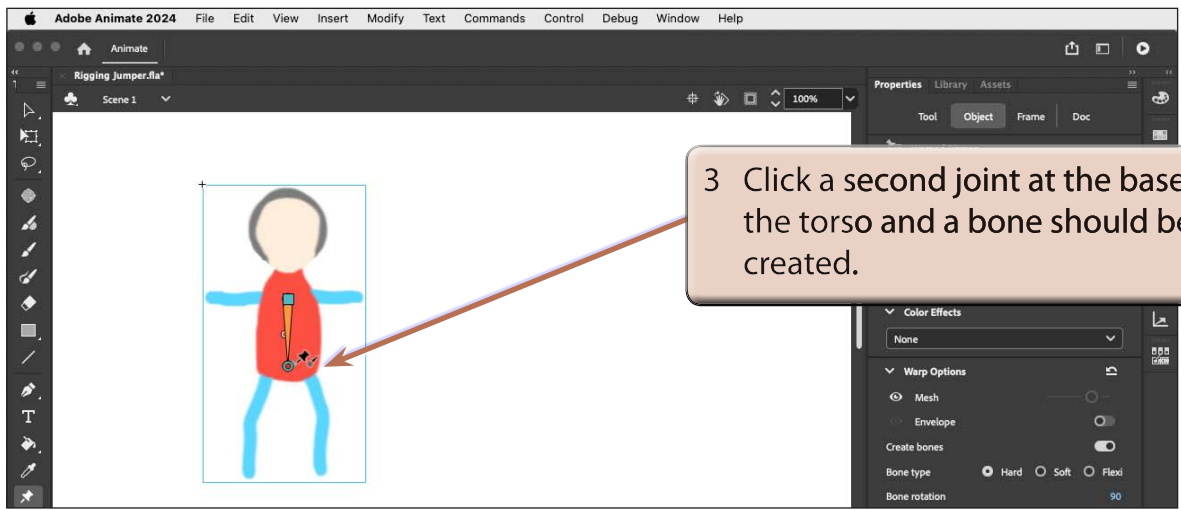 Adobe Animate 2024 File Edit View Insert Modify Text Commands Control Debug Window Help
Animate
Rigging Jumper.fla*
Scene 1
100%
Properties Library Assets
Tool Object Frame Doc
3 Click a second joint at the base
the torso and a bone should be
created.
Color Effects
None
Warp Options
Mesh
Envelope
Create bones
Bone type Hard Soft Flexi
Bone rotation 90